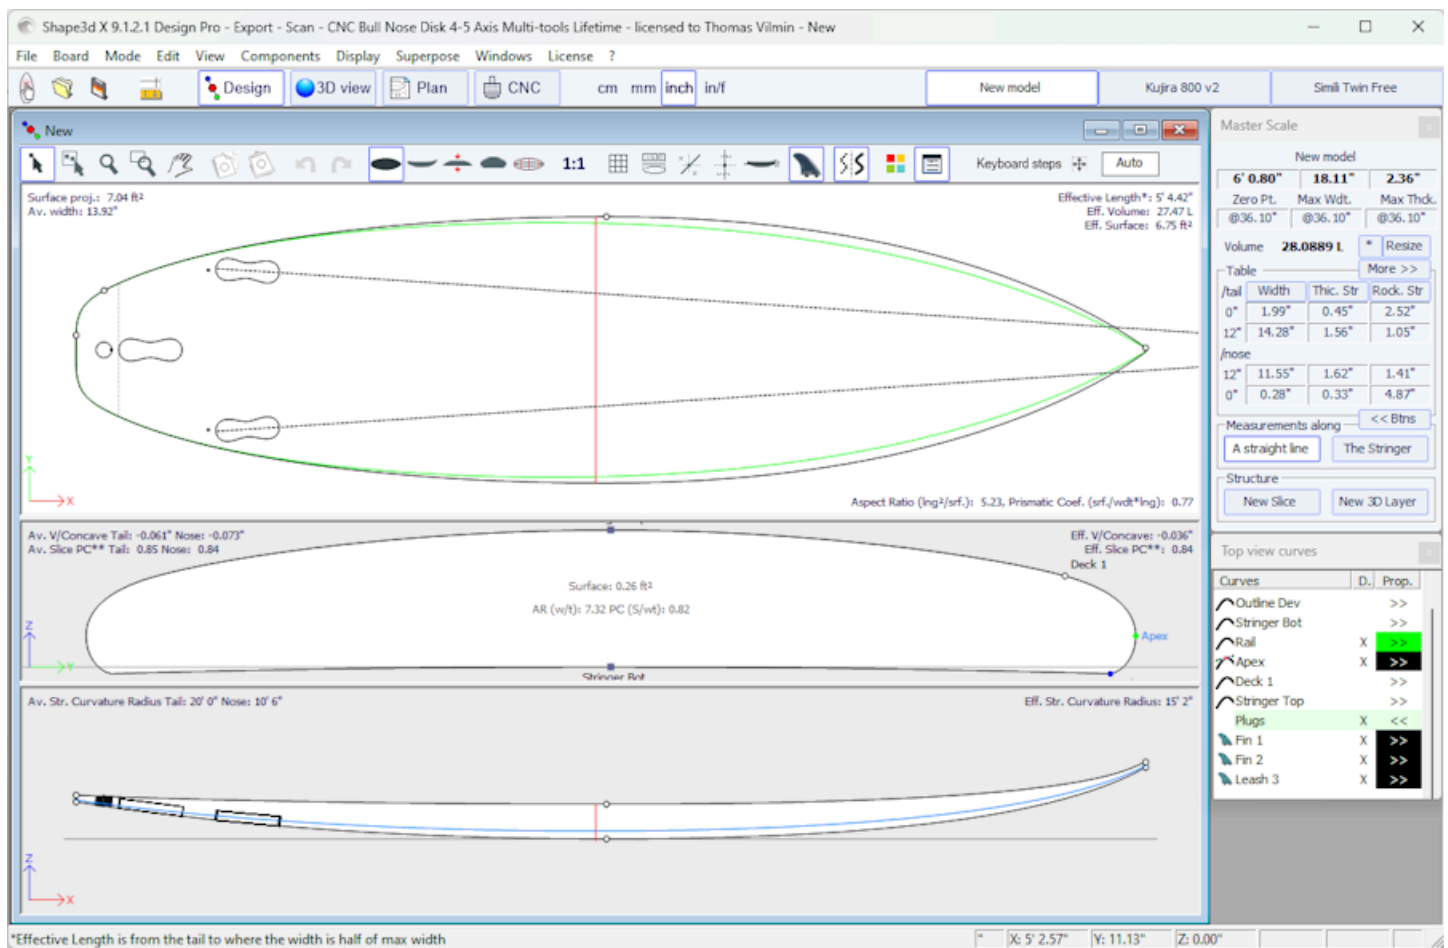 Shape3d X 9.1.2.1 Design Pro - Export - Scan - CNC Bull Nose Disk 4-5 Axis Multi-tools Lifetime - licensed to Thomas Vilmin - New
File Board Mode Edit View Components Display Superpose Windows License ?
Design 3D view Plan CNC cm mm inch in/f New model Kujira 800 v2 Simili Twin Free
New
1:1 Keyboard steps Auto
Surface proj.: 7.04 ft²
Av. width: 13.92"
Effective Length*: 5' 4.42"
Eff. Volume: 27.47 L
Eff. Surface: 6.75 ft²
Y
X
Aspect Ratio (lng²/srf.): 5.23, Prismatic Coef. (srf./wdt*lng): 0.77
Av. V/Concave Tail: -0.061" Nose: -0.073"
Av. Slice PC** Tail: 0.85 Nose: 0.84
Eff. V/Concave: -0.036"
Eff. Slice PC**: 0.84
Deck 1
Surface: 0.26 ft²
AR (w/t): 7.32 PC (S/wt): 0.82
Apex
Z
Y
Stringer Bot
Av. Str. Curvature Radius Tail: 20' 0" Nose: 10' 6"
Eff. Str. Curvature Radius: 15' 2"
Z
X
Master Scale
New model
6' 0.80" 18.11" 2.36"
Zero Pt. Max Wdt. Max Thck.
@36.10" @36.10" @36.10"
Volume 28.0889 L * Resize
Table More >>
/tail Width Thic. Str Rock. Str
0" 1.99" 0.45" 2.52"
12" 14.28" 1.56" 1.05"
/nose
12" 11.55" 1.62" 1.41"
0" 0.28" 0.33" 4.87"
<< Btns
Measurements along
A straight line The Stringer
Structure
New Slice New 3D Layer
Top view curves
Curves D. Prop.
Outline Dev >>
Stringer Bot >>
Rail X >>
Apex X >>
Deck 1 >>
Stringer Top >>
Plugs X <<
Fin 1 X >>
Fin 2 X >>
Leash 3 X >>
*Effective Length is from the tail to where the width is half of max width
" X: 5' 2.57" Y: 11.13" Z: 0.00"